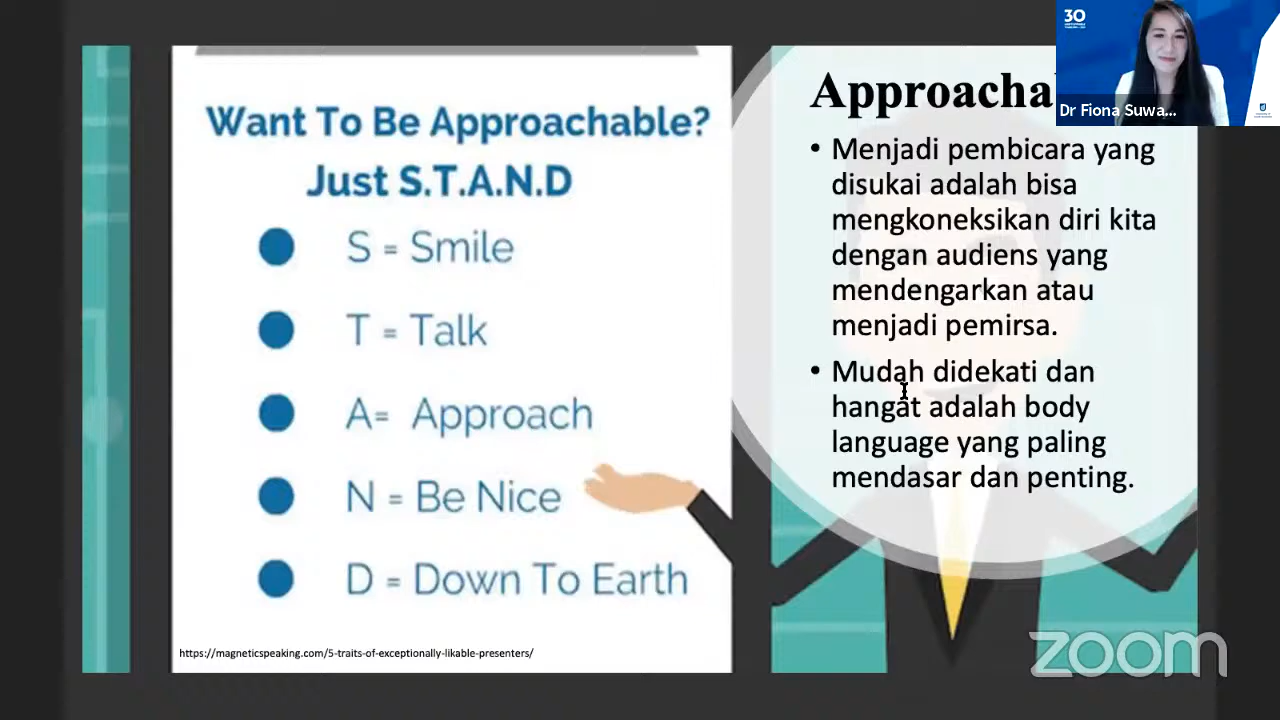 Want To Be Approachable?
Just S.T.A.N.D
S = Smile
T = Talk
A= Approach
N = Be Nice
D = Down To Earth
https://magneticspeaking.com/5-traits-of-exceptionally-likable-presenters/
Approacha
• Menjadi pembicara yang
disukai adalah bisa
mengkoneksikan diri kita
dengan audiens yang
mendengarkan atau
menjadi pemirsa.
• Mudah didekati dan
hangat adalah body
language yang paling
mendasar dan penting.
30
Dr Fiona Suwa...
zoom